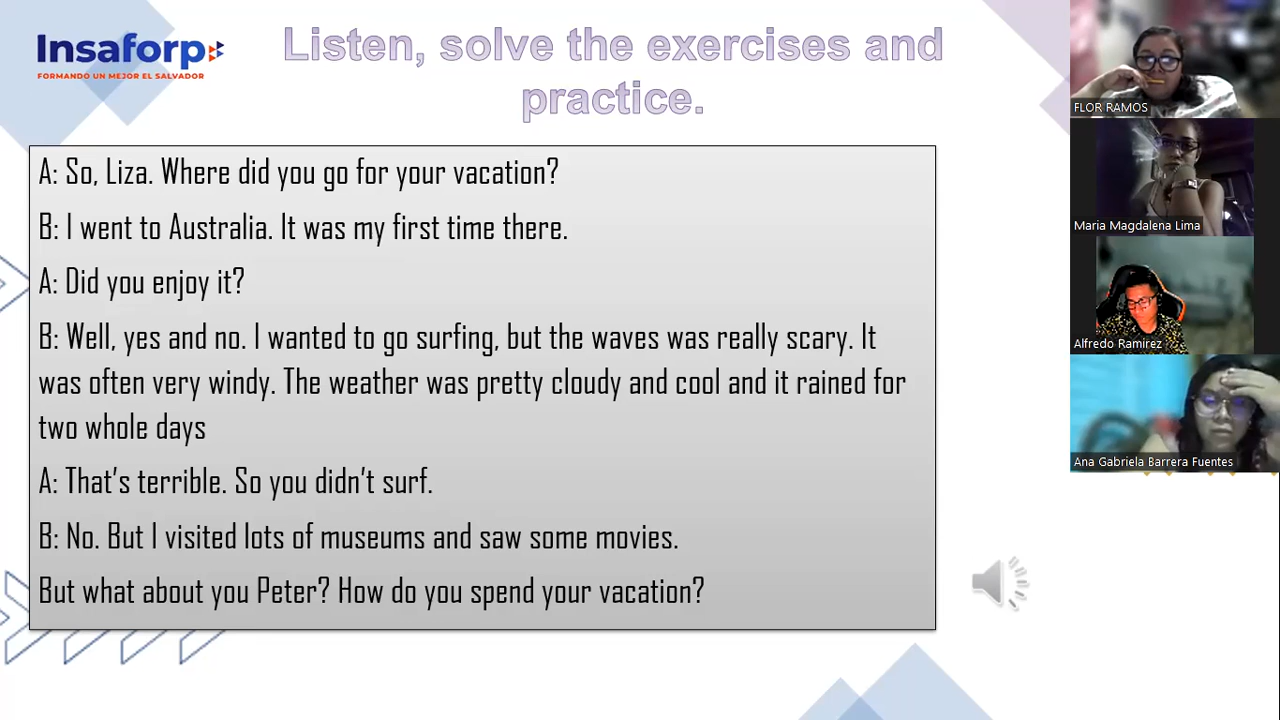 Insaforp
FORMANDO UN MEJOR EL SALVADOR
Listen, solve the exercises and
practice.
A: So, Liza. Where did you go for your vacation?
B: I went to Australia. It was my first time there.
A: Did you enjoy it?
B: Well, yes and no. I wanted to go surfing, but the waves was really scary. It
was often very windy. The weather was pretty cloudy and cool and it rained for
two whole days
A: That's terrible. So you didn't surf.
B: No. But I visited lots of museums and saw some movies.
But what about you Peter? How do you spend your vacation?
FLOR RAMOS
Maria Magdalena Lima
Alfredo Ramirez
Ana Gabriela Barrera Fuentes